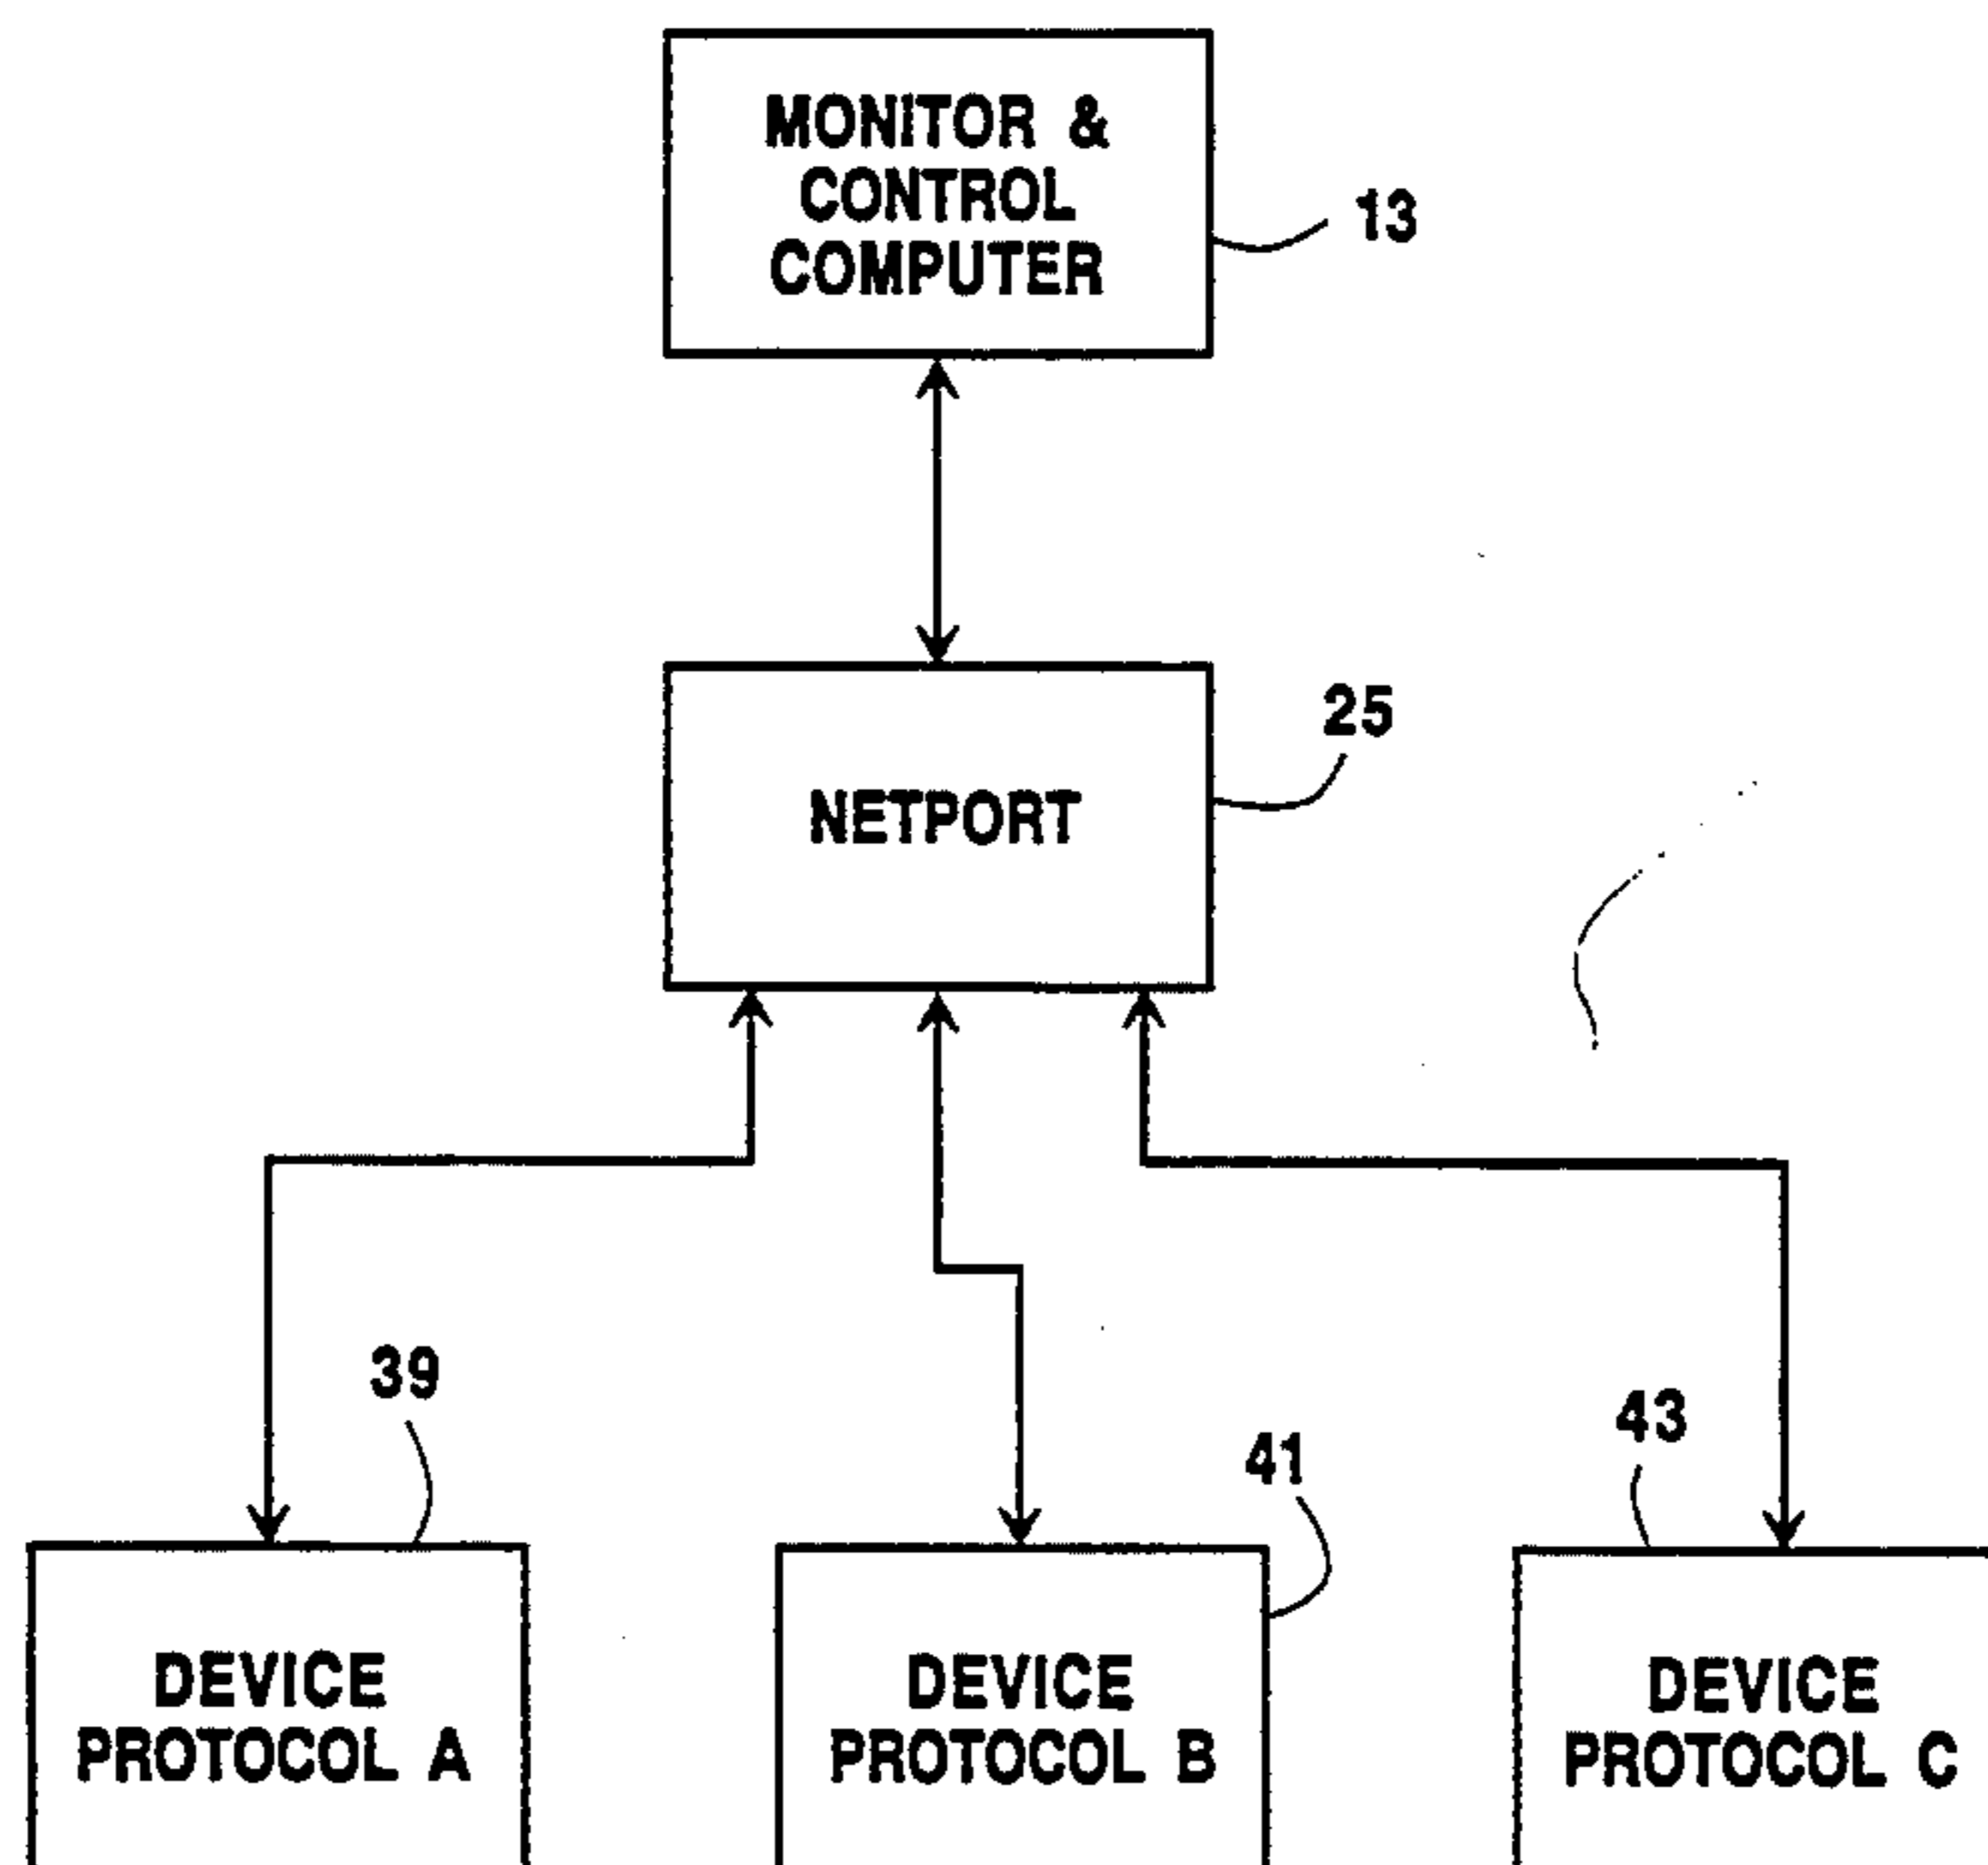 MONITOR &
CONTROL
COMPUTER
13
25
NETPORT
39
41
43
DEVICE
PROTOCOL A
DEVICE
PROTOCOL B
DEVICE
PROTOCOL C